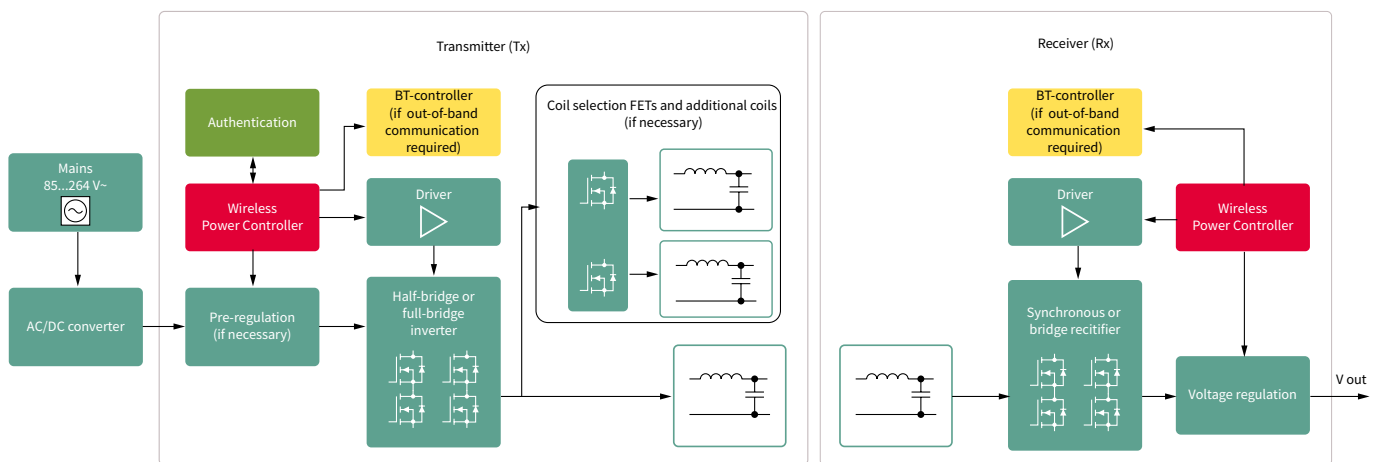 Transmitter (Tx)
Receiver (Rx)
Mains
85...264 V~
AC/DC converter
Authentication
Wireless
Power Controller
Pre-regulation
(if necessary)
BT-controller
(if out-of-band
communication
required)
Driver
Half-bridge or
full-bridge
inverter
Coil selection FETs and additional coils
(if necessary)
BT-controller
(if out-of-band
communication
required)
Driver
Wireless
Power Controller
Synchronous or
bridge recitifier
Voltage regulation
V out